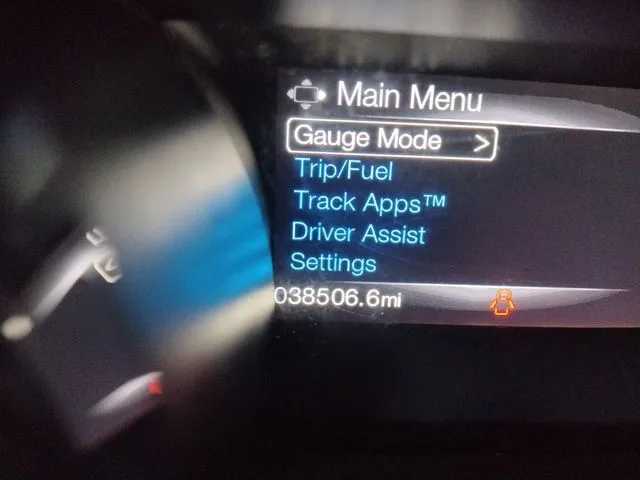 Main Menu
Gauge Mode >
Trip/Fuel
Track Apps™
Driver Assist
Settings
038506.6mi